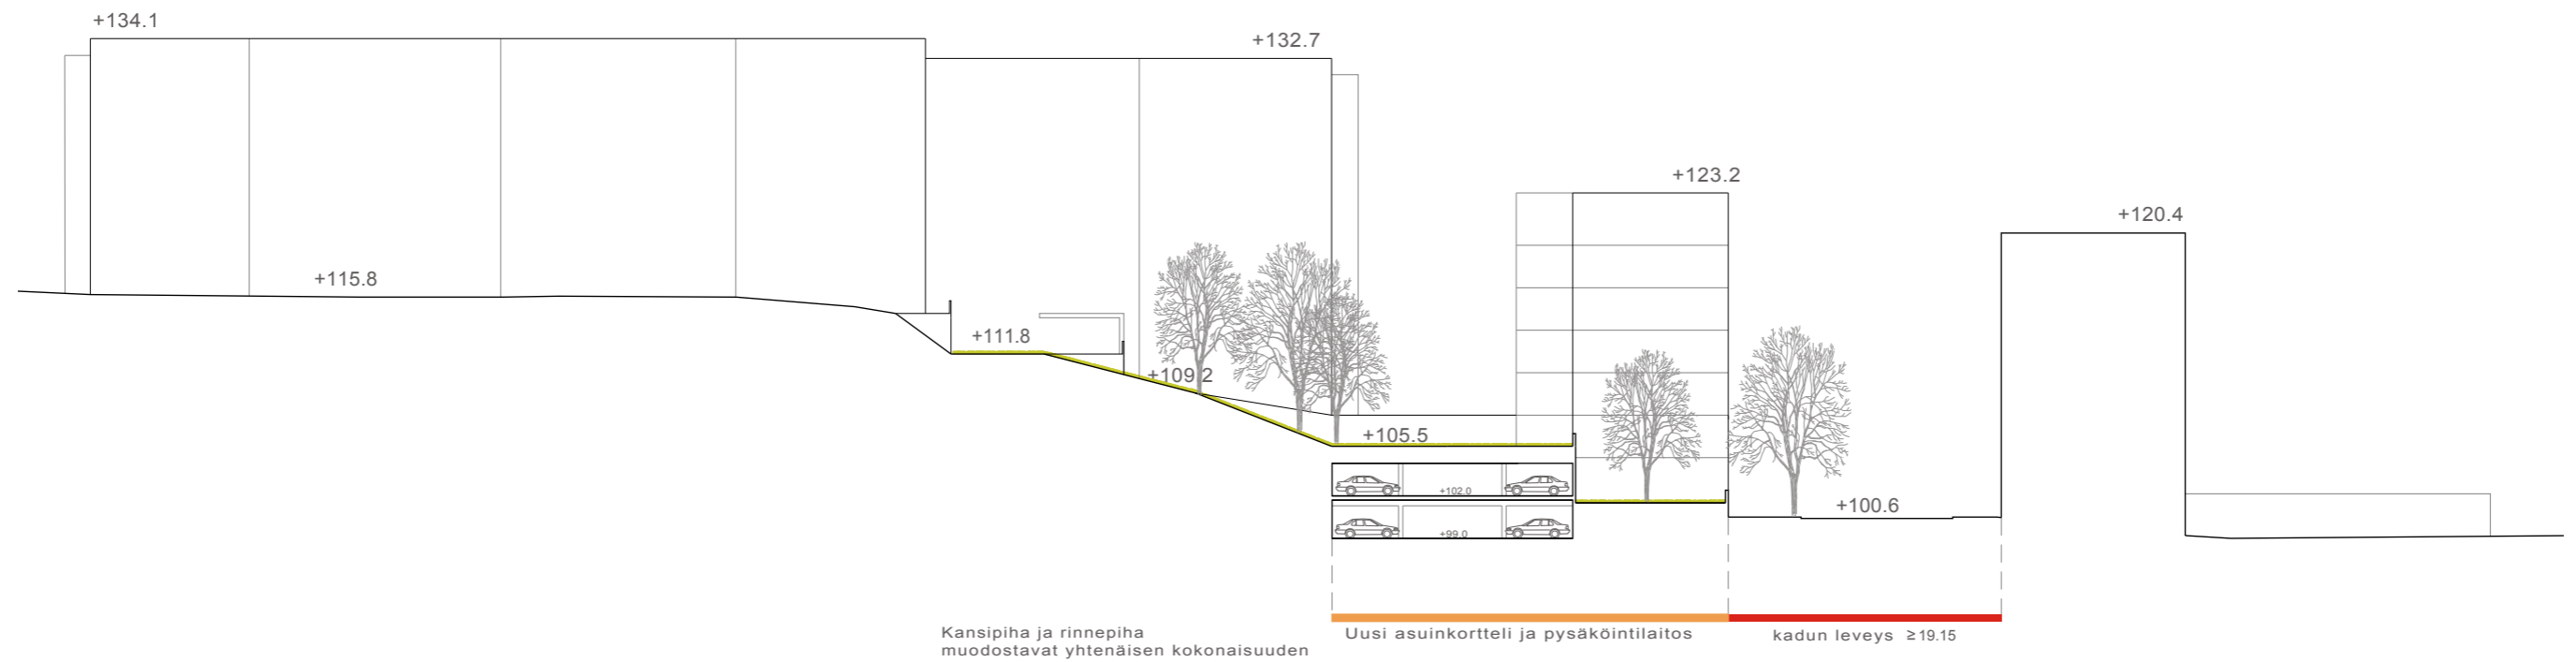 +134.1
+132.7
+123.2
+120.4
+115.8
+111.8
+109.2
+105.5
+102.0
+99.0
+100.6
Kansipiha ja rinnepiha
muodostavat yhtenäisen kokonaisuuden
Uusi asuinkortteli ja pysäköintilaitos
kadun leveys ≥19.15